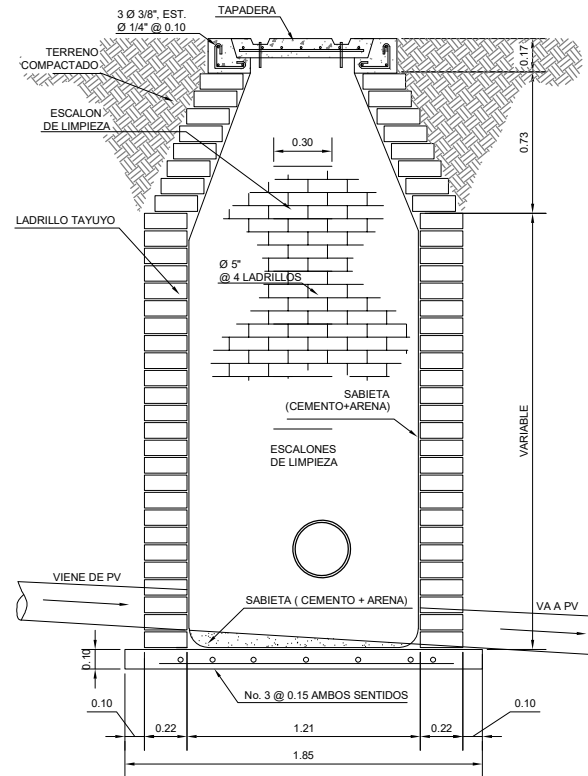 3 Ø 3/8", EST.
Ø 1/4" @ 0.10
TAPADERA
TERRENO
COMPACTADO
0.17
ESCALON
DE LIMPIEZA
0.30
0.73
LADRILLO TAYUYO
Ø 5"
@ 4 LADRILLOS
SABIETA
(CEMENTO+ARENA)
VARIABLE
ESCALONES
DE LIMPIEZA
VIENE DE PV
SABIETA ( CEMENTO + ARENA)
VA A PV
0.10
No. 3 @ 0.15 AMBOS SENTIDOS
0.10
0.22
1.21
0.22
0.10
1.85